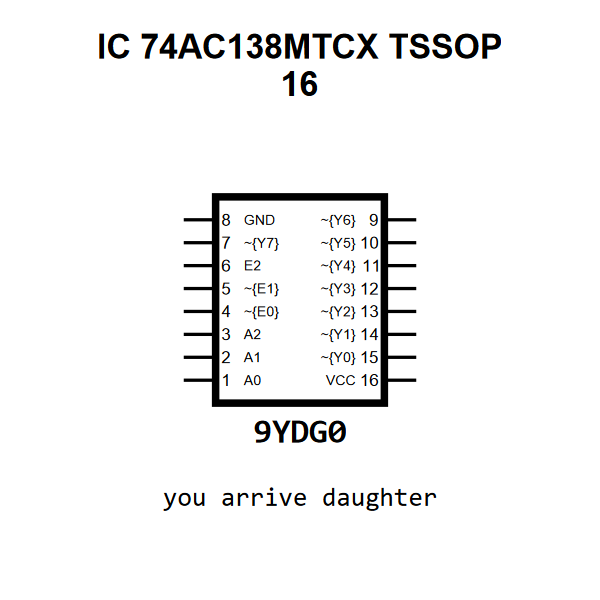 IC 74AC138MTCX TSSOP
16
8 GND ~{Y6} 9
7 ~{Y7} ~{Y5} 10
6 E2 ~{Y4} 11
5 ~{E1} ~{Y3} 12
4 ~{E0} ~{Y2} 13
3 A2 ~{Y1} 14
2 A1 ~{Y0} 15
1 A0 VCC 16
9YDG0
you arrive daughter